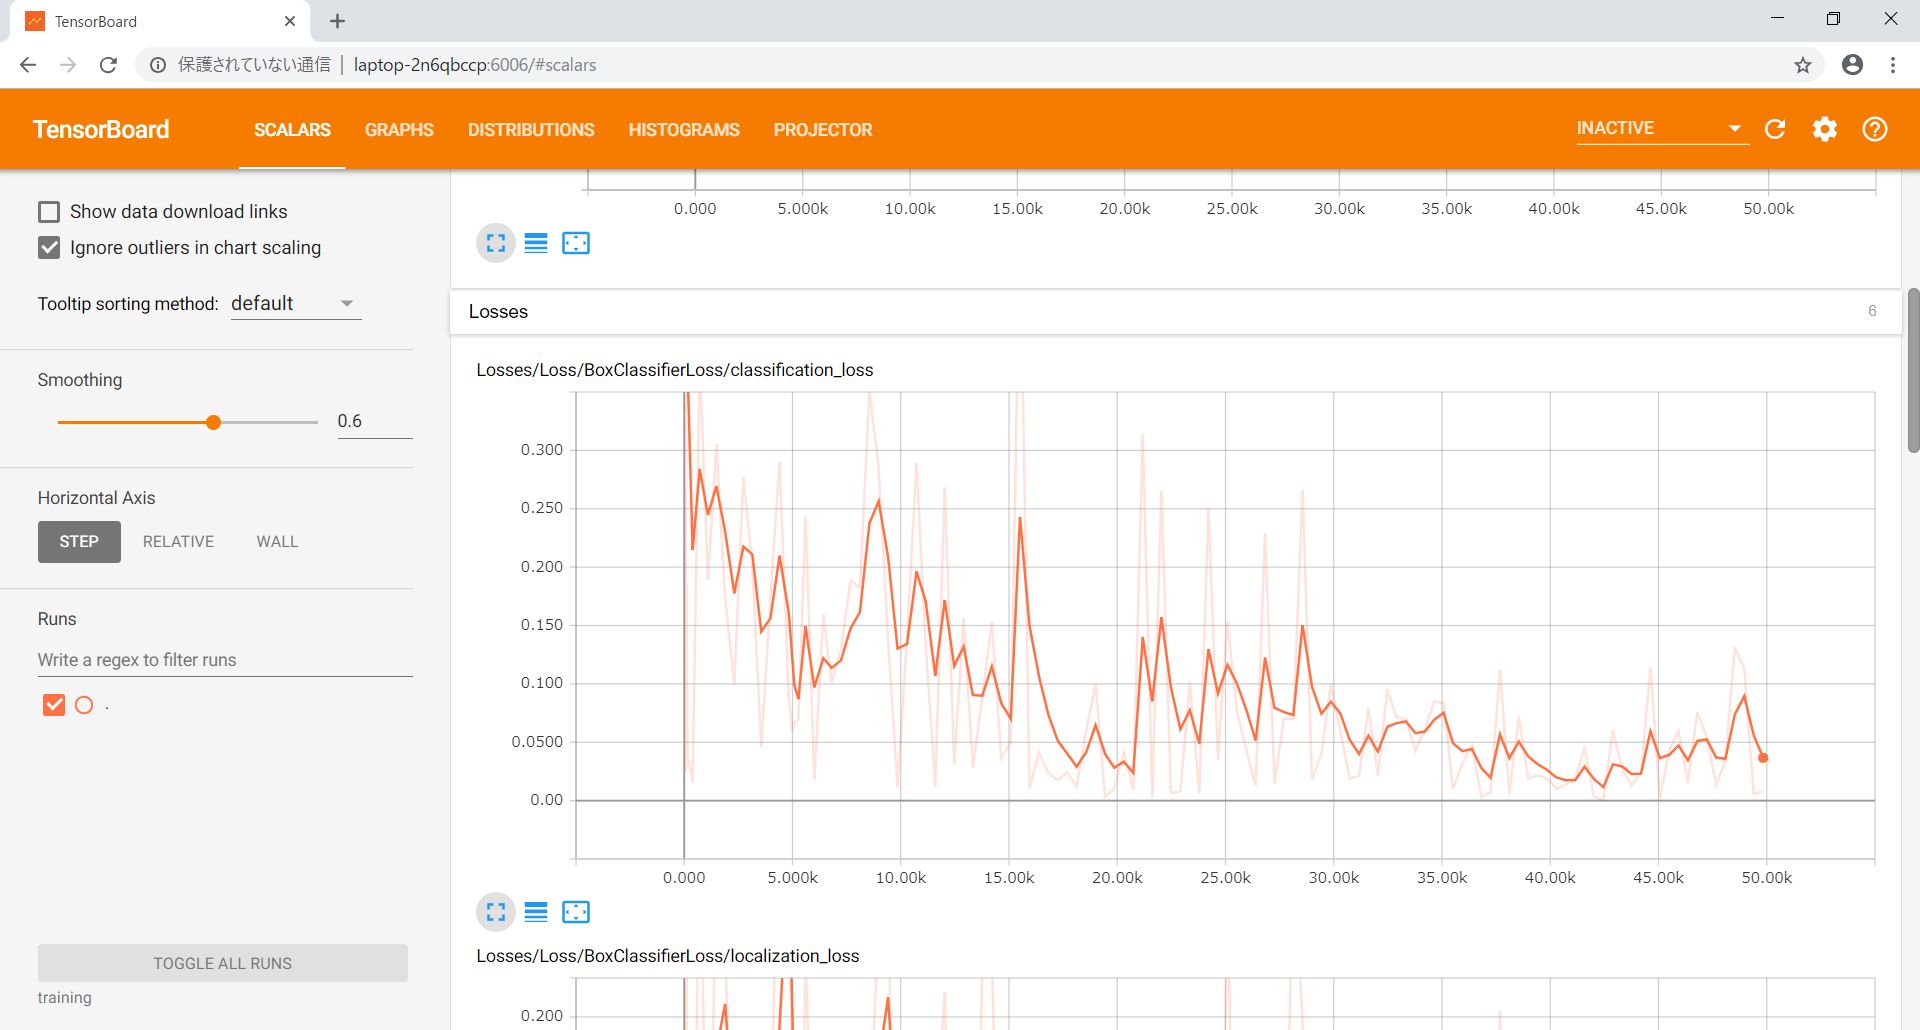 TensorBoard
保護されていない通信 | laptop-2n6qbccp:6006/#scalars
TensorBoard SCALARS GRAPHS DISTRIBUTIONS HISTOGRAMS PROJECTOR INACTIVE
Show data download links
Ignore outliers in chart scaling
Tooltip sorting method: default
Smoothing
0.6
Horizontal Axis
STEP RELATIVE WALL
Runs
Write a regex to filter runs
.
TOGGLE ALL RUNS
training
0.000 5.000k 10.00k 15.00k 20.00k 25.00k 30.00k 35.00k 40.00k 45.00k 50.00k
Losses 6
Losses/Loss/BoxClassifierLoss/classification_loss
0.300
0.250
0.200
0.150
0.100
0.0500
0.00
0.000 5.000k 10.00k 15.00k 20.00k 25.00k 30.00k 35.00k 40.00k 45.00k 50.00k
Losses/Loss/BoxClassifierLoss/localization_loss
0.200